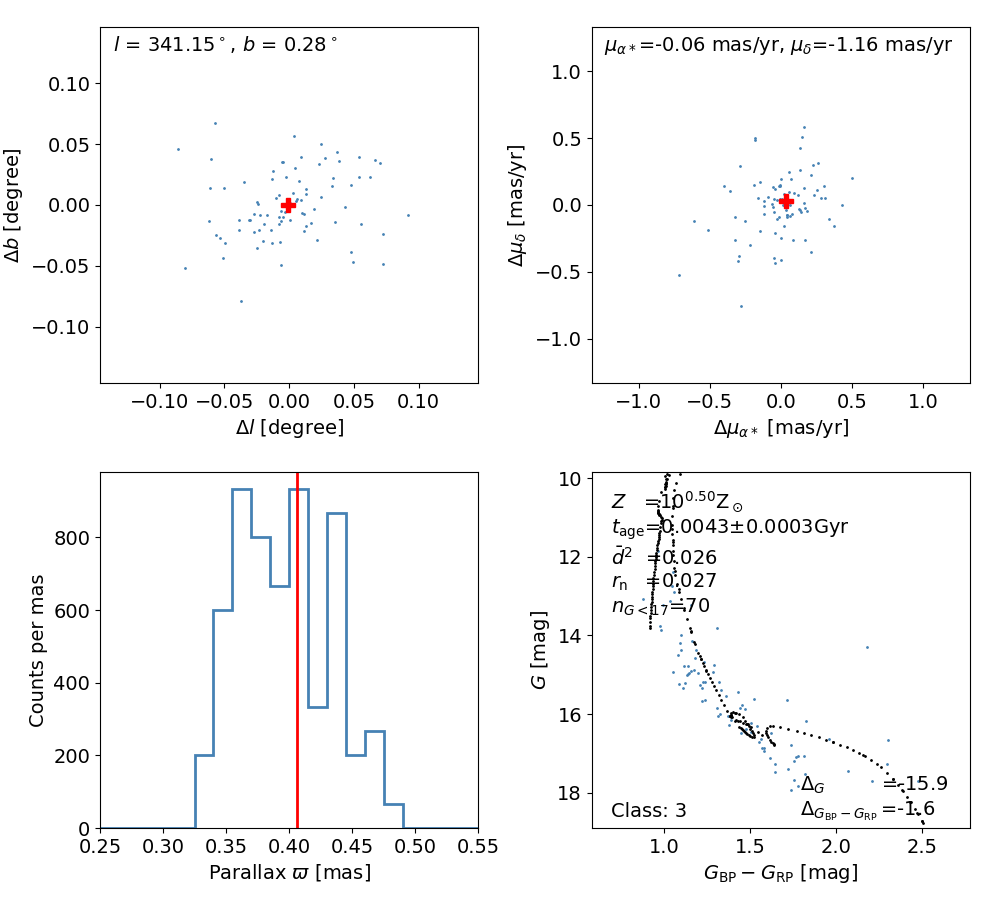 l = 341.15°, b = 0.28°
0.10
0.05
0.00
−0.05
−0.10
Δb [degree]
−0.10 −0.05 0.00 0.05 0.10
Δl [degree]
μα*=-0.06 mas/yr, μδ=-1.16 mas/yr
1.0
0.5
0.0
−0.5
−1.0
Δμδ [mas/yr]
−1.0 −0.5 0.0 0.5 1.0
Δμα* [mas/yr]
800
600
400
200
0
Counts per mas
0.25 0.30 0.35 0.40 0.45 0.50 0.55
Parallax ϖ [mas]
10
12
14
16
18
G [mag]
Z =10^0.50 Z⊙
tage=0.0043±0.0003Gyr
d̄² =0.026
rn =0.027
nG<17=70
ΔG =-15.9
ΔGBP−GRP =-1.6
Class: 3
1.0 1.5 2.0 2.5
GBP − GRP [mag]